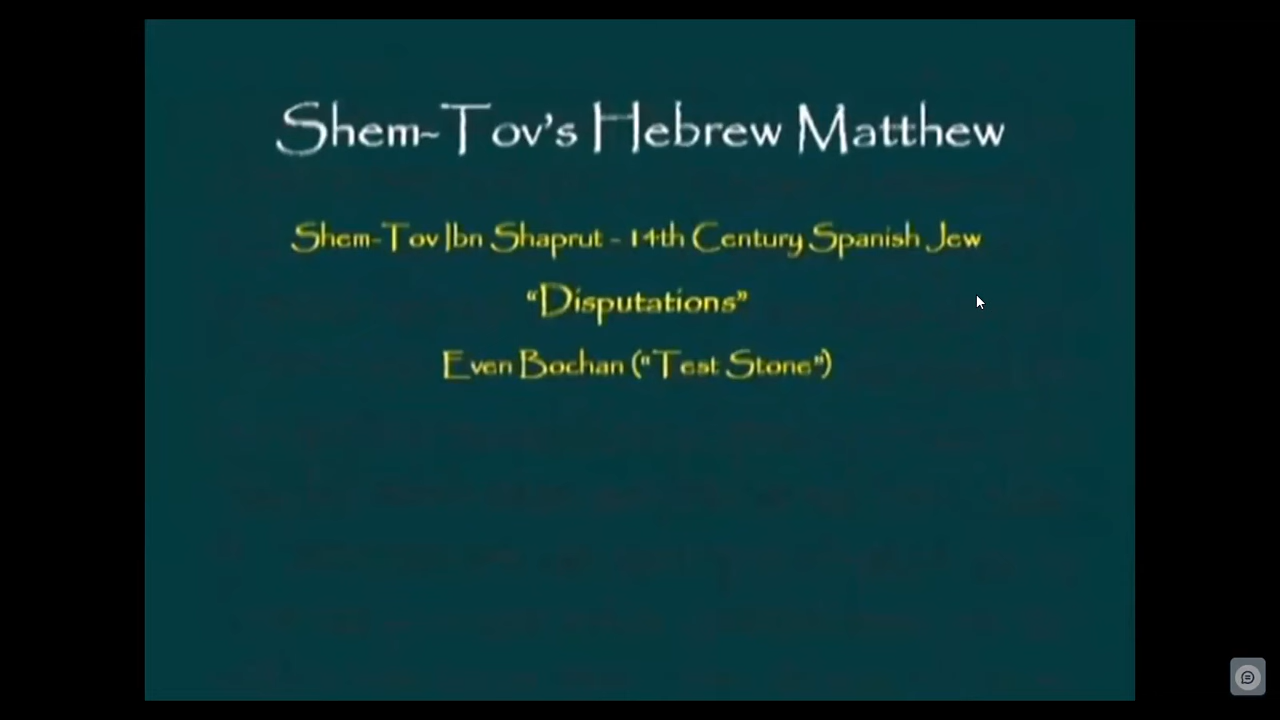 Shem-Tov's Hebrew Matthew
Shem-Tov Ibn Shaprut - 14th Century Spanish Jew
“Disputations”
Even Bochan (“Test Stone”)